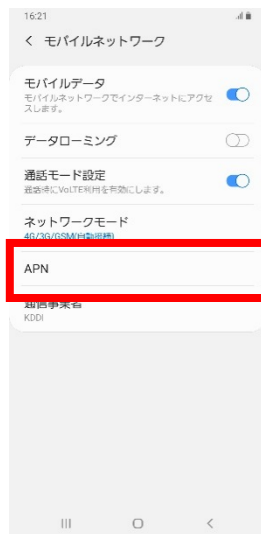 16:21
モバイルネットワーク
モバイルデータ
モバイルネットワークでインターネットにアクセ
スします。
データローミング
通話モード設定
通話時にVoLTE利用を有効にします。
ネットワークモード
4G/3G/GSM(自動接続)
APN
通信事業者
KDDI